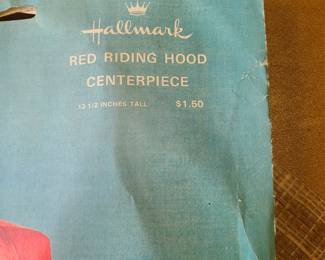 Hallmark
RED RIDING HOOD
CENTERPIECE
13 1/2 INCHES TALL $1.50